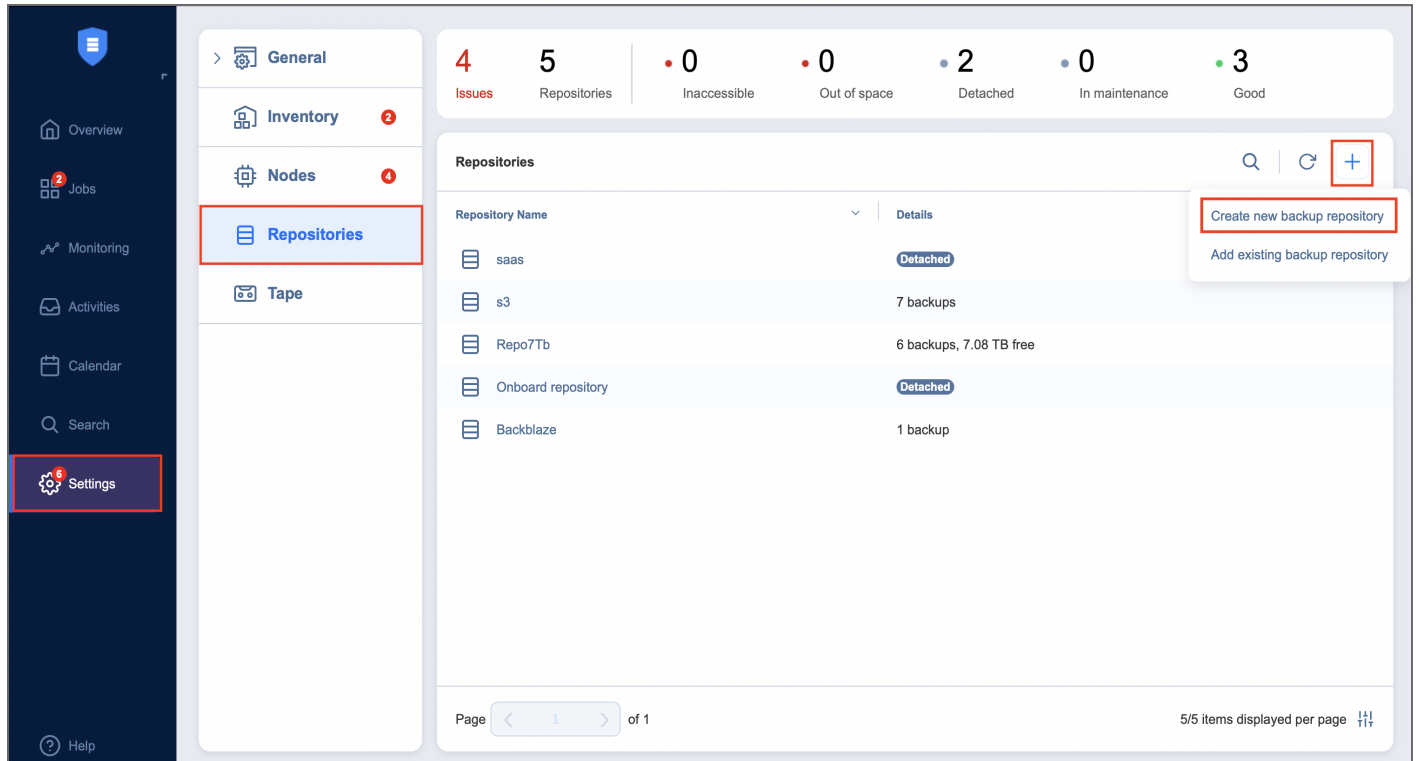 Overview
2
Jobs
Monitoring
Activities
Calendar
Search
6
Settings
Help
General
Inventory 2
Nodes 4
Repositories
Tape
4 5 0 0 2 0 3
Issues Repositories Inaccessible Out of space Detached In maintenance Good
Repositories
Repository Name Details
Create new backup repository
Add existing backup repository
saas Detached
s3 7 backups
Repo7Tb 6 backups, 7.08 TB free
Onboard repository Detached
Backblaze 1 backup
Page 1 of 1 5/5 items displayed per page